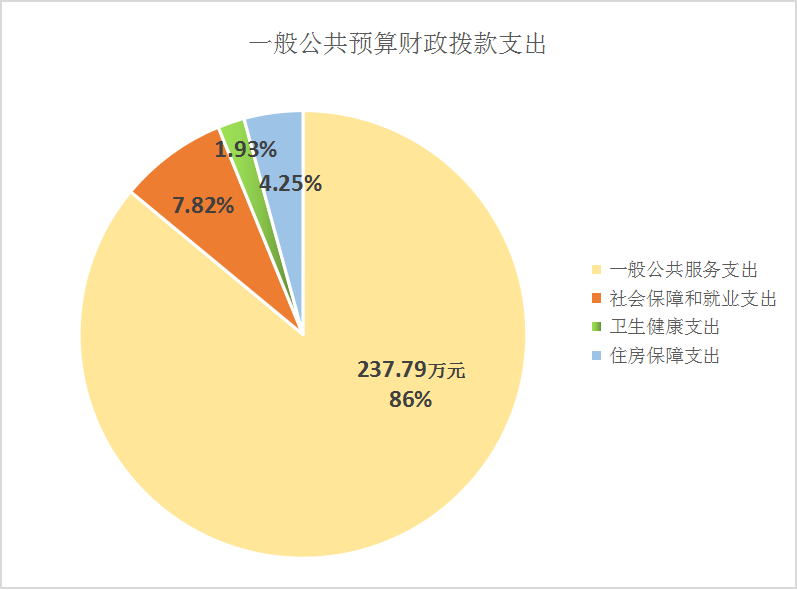 一般公共预算财政拨款支出
1.93%
4.25%
7.82%
237.79万元
86%
一般公共服务支出
社会保障和就业支出
卫生健康支出
住房保障支出